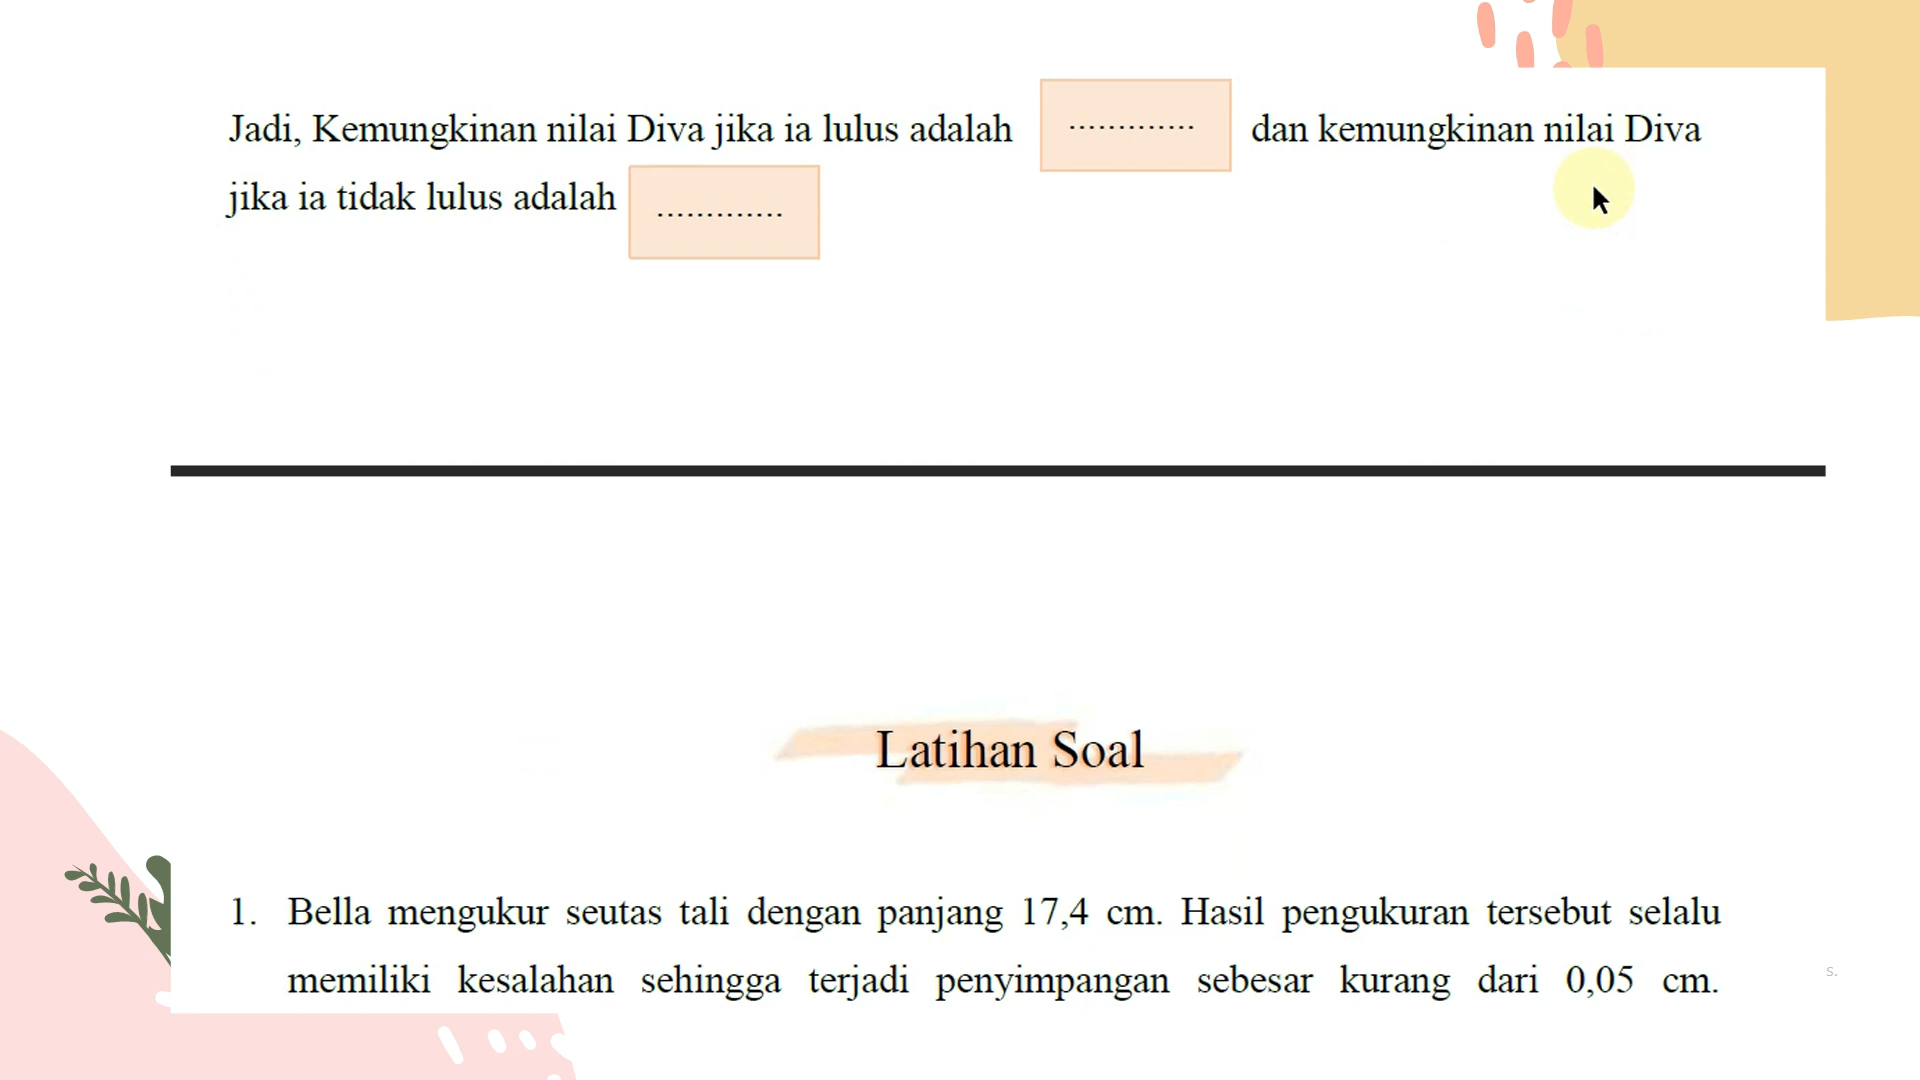 Jadi, Kemungkinan nilai Diva jika ia lulus adalah ............. dan kemungkinan nilai Diva
jika ia tidak lulus adalah .............
Latihan Soal
1. Bella mengukur seutas tali dengan panjang 17,4 cm. Hasil pengukuran tersebut selalu
memiliki kesalahan sehingga terjadi penyimpangan sebesar kurang dari 0,05 cm.
s.